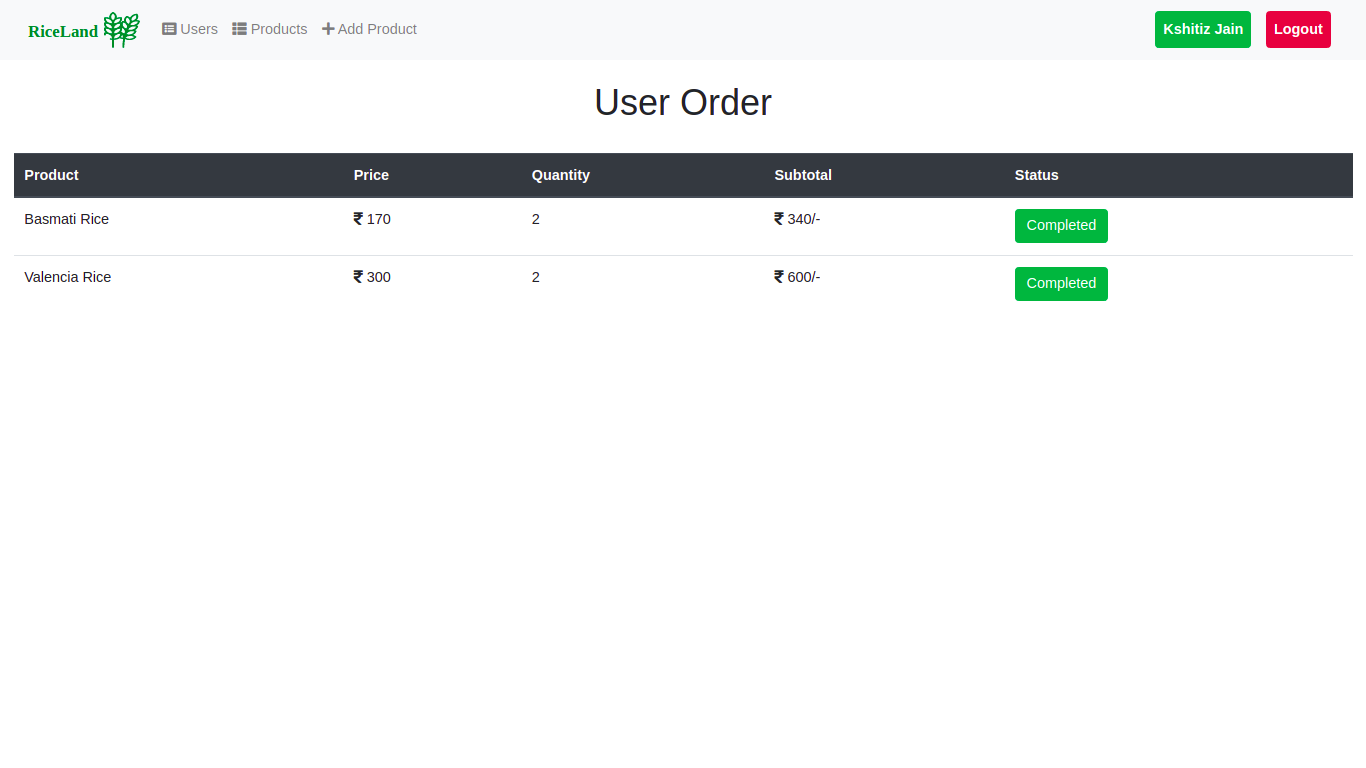 RiceLand Users Products Add Product Kshitiz Jain Logout
User Order
Product Price Quantity Subtotal Status
Basmati Rice ₹ 170 2 ₹ 340/- Completed
Valencia Rice ₹ 300 2 ₹ 600/- Completed